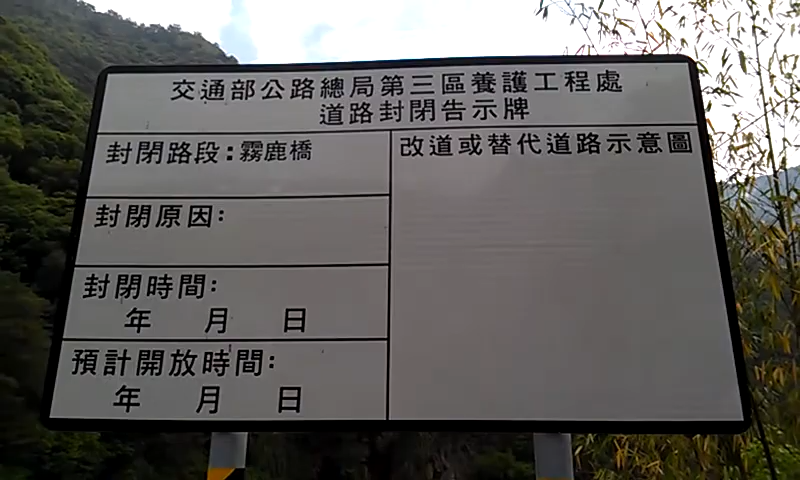 交通部公路總局第三區養護工程處
道路封閉告示牌
封閉路段:霧鹿橋
封閉原因:
封閉時間:
年 月 日
預計開放時間:
年 月 日
改道或替代道路示意圖